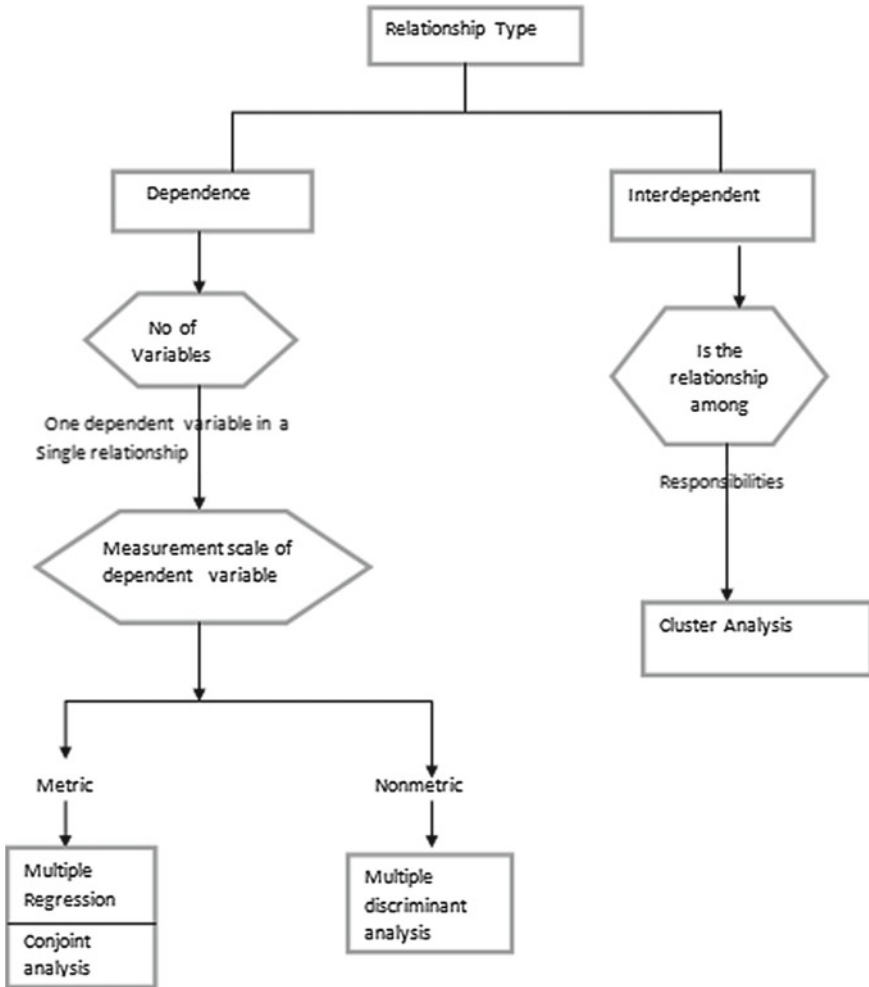 Relationship Type
Dependence
Interdependent
No of
Variables
Is the
relationship
among
One dependent variable in a
Single relationship
Responsibilities
Measurement scale of
dependent variable
Cluster Analysis
Metric
Nonmetric
Multiple
Regression
Conjoint
analysis
Multiple
discriminant
analysis